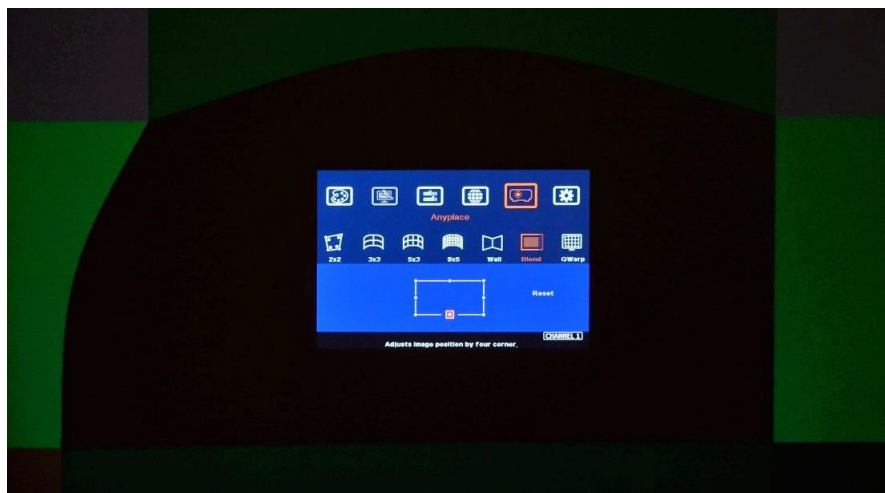 Anyplace
2x2 3x3 5x3 9x5 Wall Blend GWarp
Reset
CHANNEL 1
Adjusts image position by four corner.